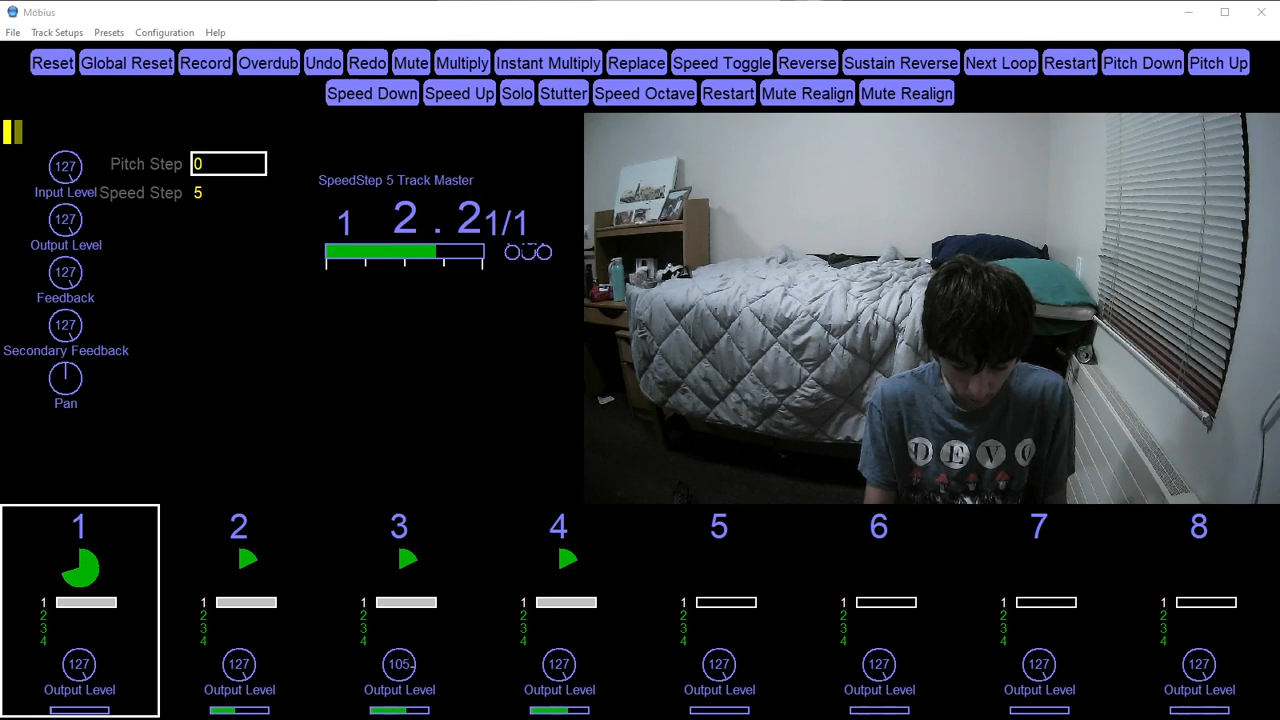 Möbius
File Track Setups Presets Configuration Help
Reset Global Reset Record Overdub Undo Redo Mute Multiply Instant Multiply Replace Speed Toggle Reverse Sustain Reverse Next Loop Restart Pitch Down Pitch Up
Speed Down Speed Up Solo Stutter Speed Octave Restart Mute Realign Mute Realign
127 Pitch Step 0
Input Level Speed Step 5
SpeedStep 5 Track Master
127
Output Level
1 2 . 2 1/1
127
Feedback
127
Secondary Feedback
Pan
DEVO
1 2 3 4 5 6 7 8
1 1 1 1 1 1 1 1
2 2 2 2 2 2 2 2
3 3 3 3 3 3 3 3
4 4 4 4 4 4 4 4
127 127 105 127 127 127 127 127
Output Level Output Level Output Level Output Level Output Level Output Level Output Level Output Level